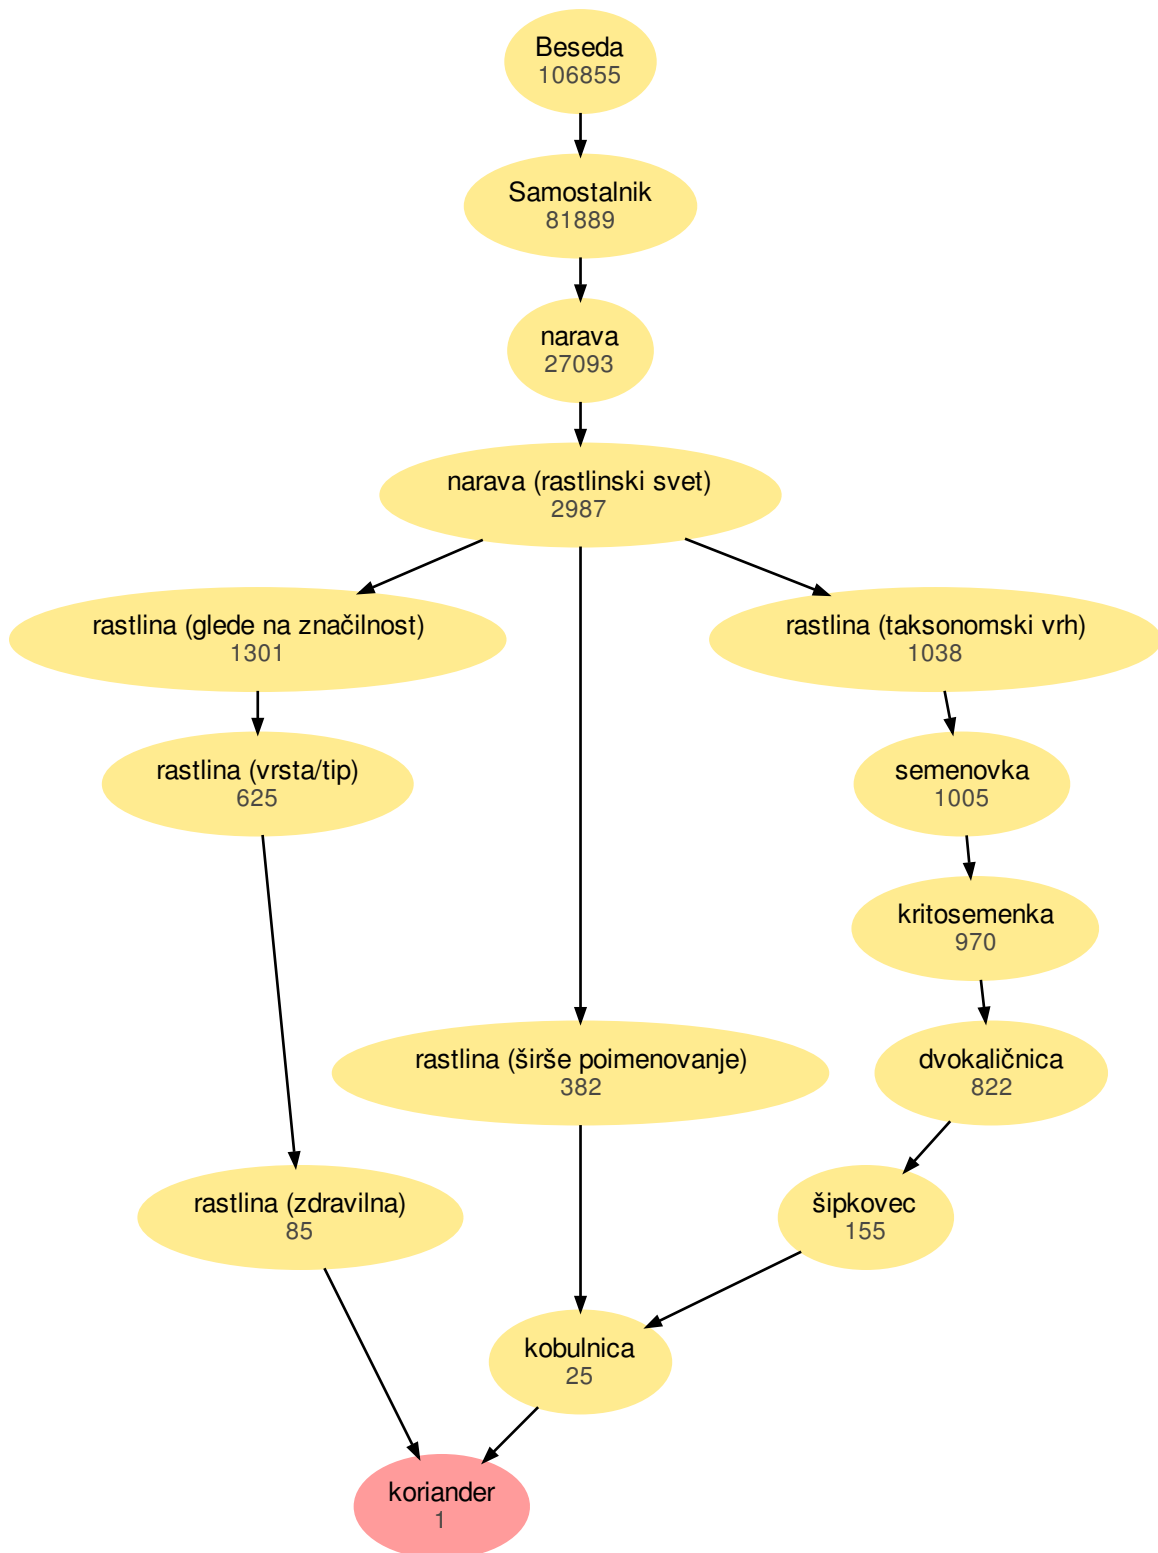 Beseda
106855
Samostalnik
81889
narava
27093
narava (rastlinski svet)
2987
rastlina (glede na značilnost)
1301
rastlina (taksonomski vrh)
1038
rastlina (vrsta/tip)
625
semenovka
1005
kritosemenka
970
rastlina (širše poimenovanje)
382
dvokaličnica
822
rastlina (zdravilna)
85
šipkovec
155
kobulnica
25
koriander
1